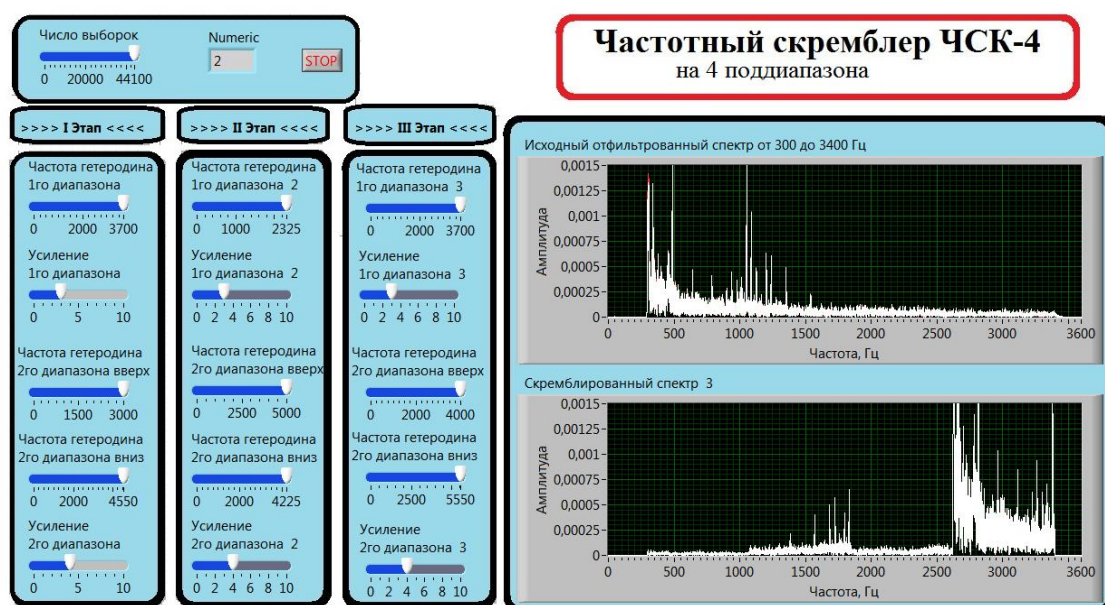 Число выборок
0 20000 44100
Numeric
2
STOP
Частотный скремблер ЧСК-4
на 4 поддиапазона
>>>> I Этап <<<<
Частота гетеродина
1го диапазона
0 2000 3700
Усиление
1го диапазона
0 5 10
Частота гетеродина
2го диапазона вверх
0 1500 3000
Частота гетеродина
2го диапазона вниз
0 2000 4550
Усиление
2го диапазона
0 5 10
>>>> II Этап <<<<
Частота гетеродина
1го диапазона 2
0 1000 2325
Усиление
1го диапазона 2
0 2 4 6 8 10
Частота гетеродина
2го диапазона вверх
0 2500 5000
Частота гетеродина
2го диапазона вниз
0 2000 4225
Усиление
2го диапазона 2
0 2 4 6 8 10
>>>> III Этап <<<<
Частота гетеродина
1го диапазона 3
0 2000 3700
Усиление
1го диапазона 3
0 2 4 6 8 10
Частота гетеродина
2го диапазона вверх
0 2000 4000
Частота гетеродина
2го диапазона вниз
0 2500 5550
Усиление
2го диапазона 3
0 2 4 6 8 10
Исходный отфильтрованный спектр от 300 до 3400 Гц
Амплитуда
0,0015
0,00125
0,001
0,00075
0,0005
0,00025
0
0 500 1000 1500 2000 2500 3000 3600
Частота, Гц
Скремблированный спектр 3
Амплитуда
0,0015
0,00125
0,001
0,00075
0,0005
0,00025
0
0 500 1000 1500 2000 2500 3000 3600
Частота, Гц